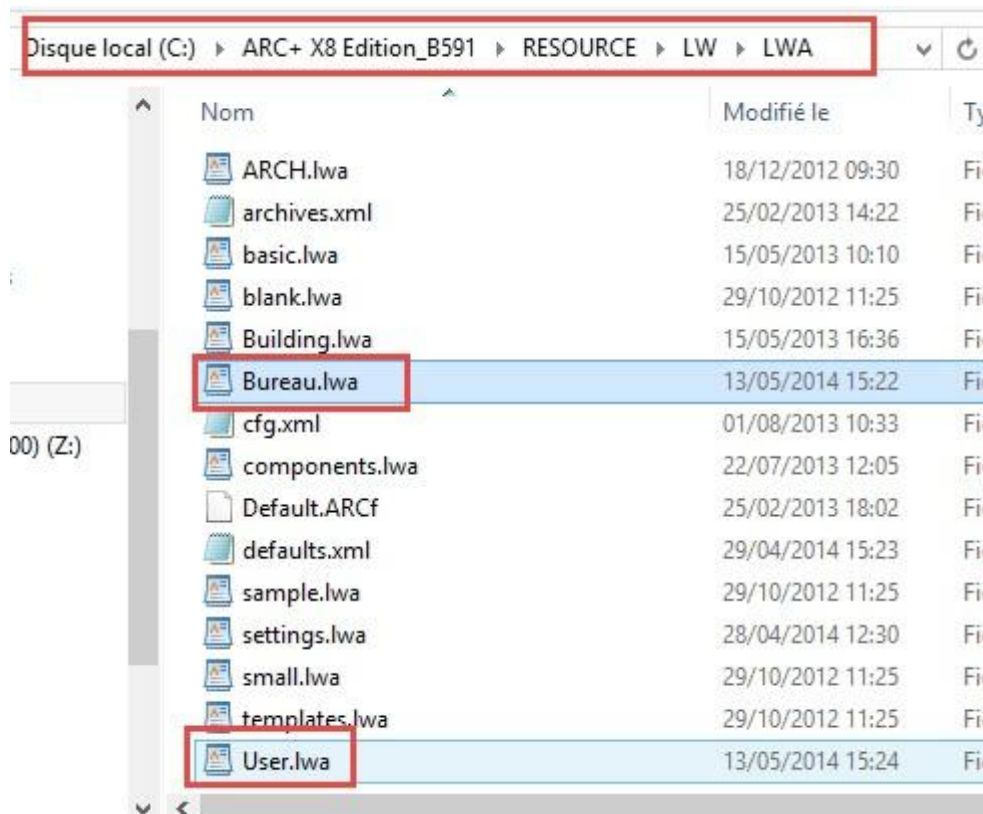 Disque local (C:) ▸ ARC+ X8 Edition_B591 ▸ RESOURCE ▸ LW ▸ LWA
Nom Modifié le
ARCH.lwa 18/12/2012 09:30
archives.xml 25/02/2013 14:22
basic.lwa 15/05/2013 10:10
blank.lwa 29/10/2012 11:25
Building.lwa 15/05/2013 16:36
Bureau.lwa 13/05/2014 15:22
cfg.xml 01/08/2013 10:33
00) (Z:)
components.lwa 22/07/2013 12:05
Default.ARCf 25/02/2013 18:02
defaults.xml 29/04/2014 15:23
sample.lwa 29/10/2012 11:25
settings.lwa 28/04/2014 12:30
small.lwa 29/10/2012 11:25
templates.lwa 29/10/2012 11:25
User.lwa 13/05/2014 15:24